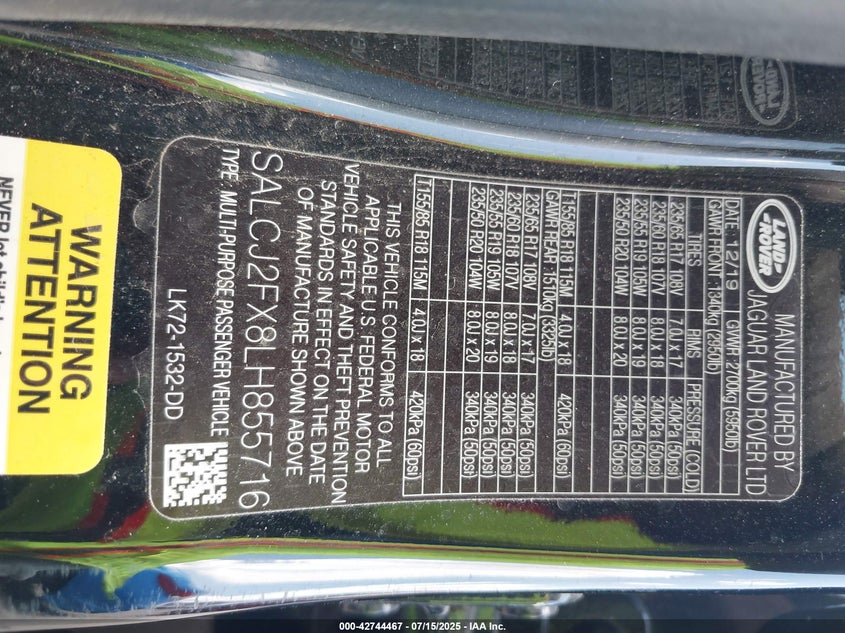 LAND-
ROVER
MANUFACTURED BY
JAGUAR LAND ROVER LTD
DATE: 12/19 GVWR: 2700kg (5950lb)
GAWR FRONT: 1340kg (2950lb)
TIRES RIMS PRESSURE (COLD)
235/65 R17 108V 7.0J x 17 340kPa (50psi)
235/60 R18 107V 8.0J x 18 340kPa (50psi)
235/55 R19 105W 8.0J x 19 340kPa (50psi)
235/50 R20 104W 8.0J x 20 340kPa (50psi)
T155/85 R18 115M 4.0J x 18 420kPa (60psi)
GAWR REAR: 1510kg (3325lb)
235/65 R17 108V 7.0J x 17 340kPa (50psi)
235/60 R18 107V 8.0J x 18 340kPa (50psi)
235/55 R19 105W 8.0J x 19 340kPa (50psi)
235/50 R20 104W 8.0J x 20 340kPa (50psi)
T155/85 R18 115M 4.0J x 18 420kPa (60psi)
THIS VEHICLE CONFORMS TO ALL
APPLICABLE U.S. FEDERAL MOTOR
VEHICLE SAFETY AND THEFT PREVENTION
STANDARDS IN EFFECT ON THE DATE
OF MANUFACTURE SHOWN ABOVE
SALCJ2FX8LH855716
TYPE: MULTI-PURPOSE PASSENGER VEHICLE
LK72-1532-DD
WARNING
ATTENTION
NEVER
000-42744467 - 07/15/2025 - IAA Inc.